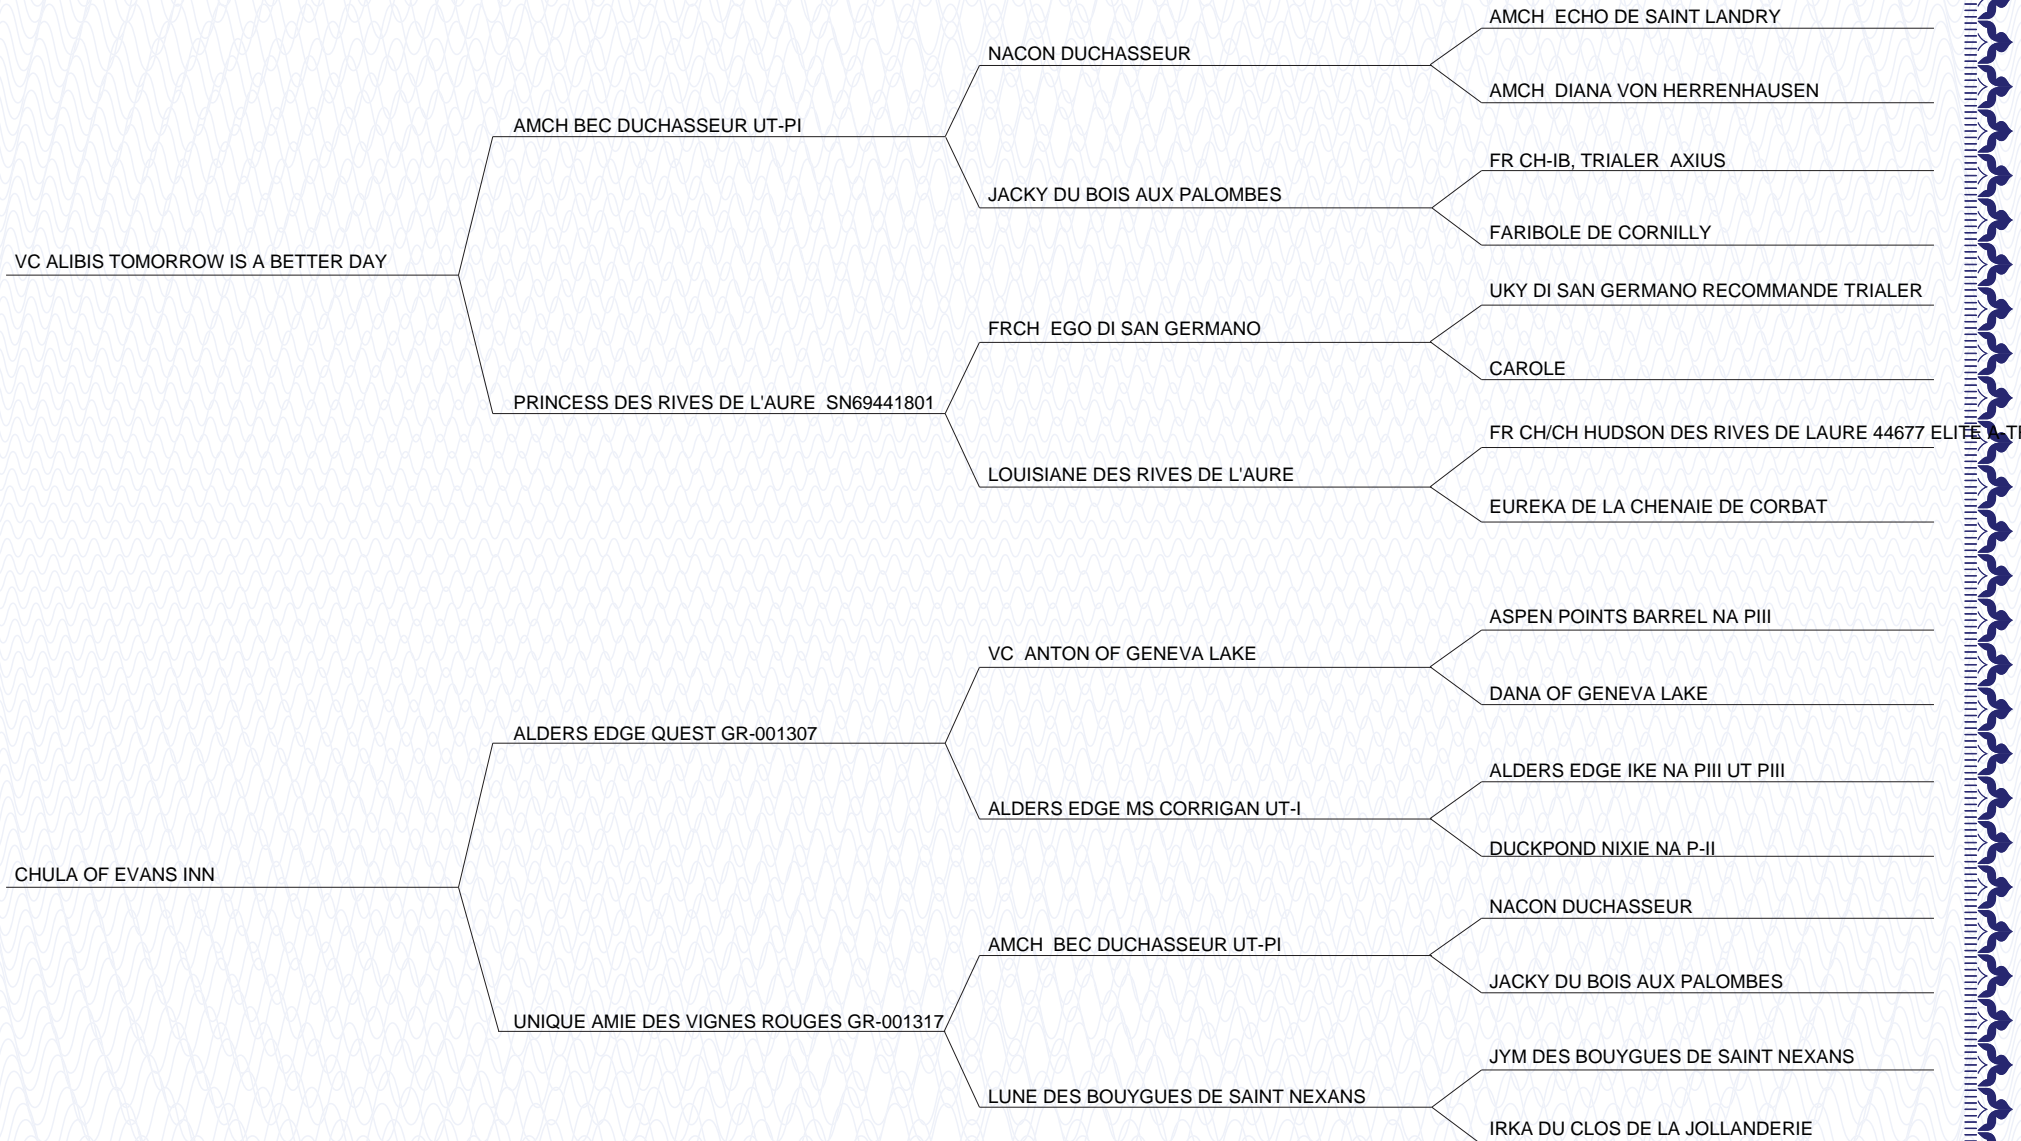 AMCH ECHO DE SAINT LANDRY
NACON DUCHASSEUR
AMCH DIANA VON HERRENHAUSEN
AMCH BEC DUCHASSEUR UT-PI
FR CH-IB, TRIALER AXIUS
JACKY DU BOIS AUX PALOMBES
FARIBOLE DE CORNILLY
VC ALIBIS TOMORROW IS A BETTER DAY
UKY DI SAN GERMANO RECOMMANDE TRIALER
FRCH EGO DI SAN GERMANO
CAROLE
PRINCESS DES RIVES DE L'AURE SN69441801
FR CH/CH HUDSON DES RIVES DE LAURE 44677 ELITE A-TR
LOUISIANE DES RIVES DE L'AURE
EUREKA DE LA CHENAIE DE CORBAT
ASPEN POINTS BARREL NA PIII
VC ANTON OF GENEVA LAKE
DANA OF GENEVA LAKE
ALDERS EDGE QUEST GR-001307
ALDERS EDGE IKE NA PIII UT PIII
ALDERS EDGE MS CORRIGAN UT-I
DUCKPOND NIXIE NA P-II
CHULA OF EVANS INN
NACON DUCHASSEUR
AMCH BEC DUCHASSEUR UT-PI
JACKY DU BOIS AUX PALOMBES
UNIQUE AMIE DES VIGNES ROUGES GR-001317
JYM DES BOUYGUES DE SAINT NEXANS
LUNE DES BOUYGUES DE SAINT NEXANS
IRKA DU CLOS DE LA JOLLANDERIE